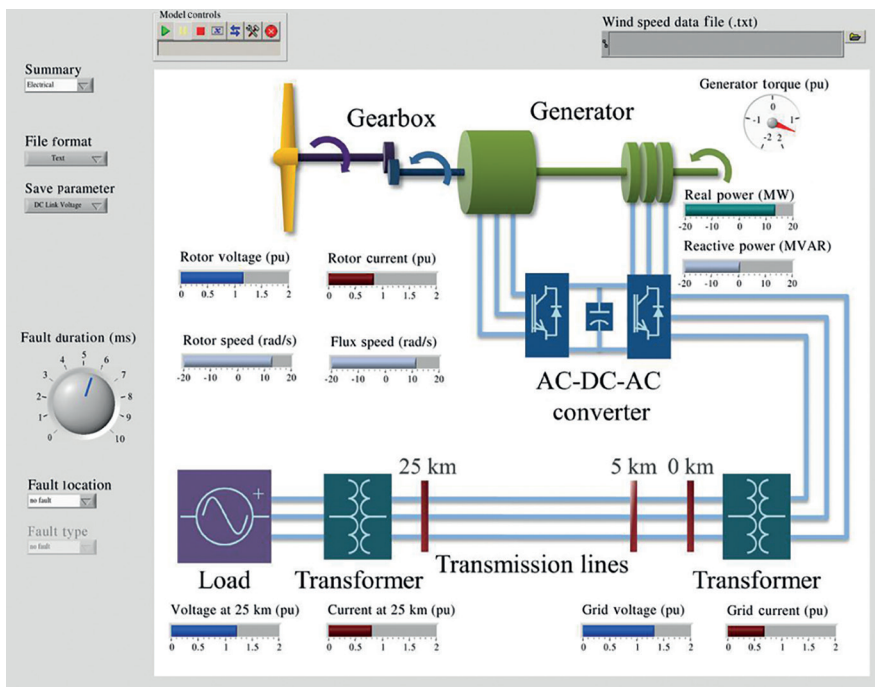 Model controls
Wind speed data file (.txt)
Summary
Electrical
Generator torque (pu)
0
-1 1
-2 2
Gearbox
Generator
File format
Text
Save parameter
DC Link Voltage
Real power (MW)
-20 -10 0 10 20
Reactive power (MVAR)
-20 -10 0 10 20
Rotor voltage (pu)
0 0.5 1 1.5 2
Rotor current (pu)
0 0.5 1 1.5 2
Rotor speed (rad/s)
-20 -10 0 10 20
Flux speed (rad/s)
-20 -10 0 10 20
AC-DC-AC
converter
Fault duration (ms)
0 1 2 3 4 5 6 7 8 9 10
Fault location
no fault
Fault type
no fault
25 km
5 km
0 km
+
Load
Transformer
Transmission lines
Transformer
Voltage at 25 km (pu)
0 0.5 1 1.5 2
Current at 25 km (pu)
0 0.5 1 1.5 2
Grid voltage (pu)
0 0.5 1 1.5 2
Grid current (pu)
0 0.5 1 1.5 2